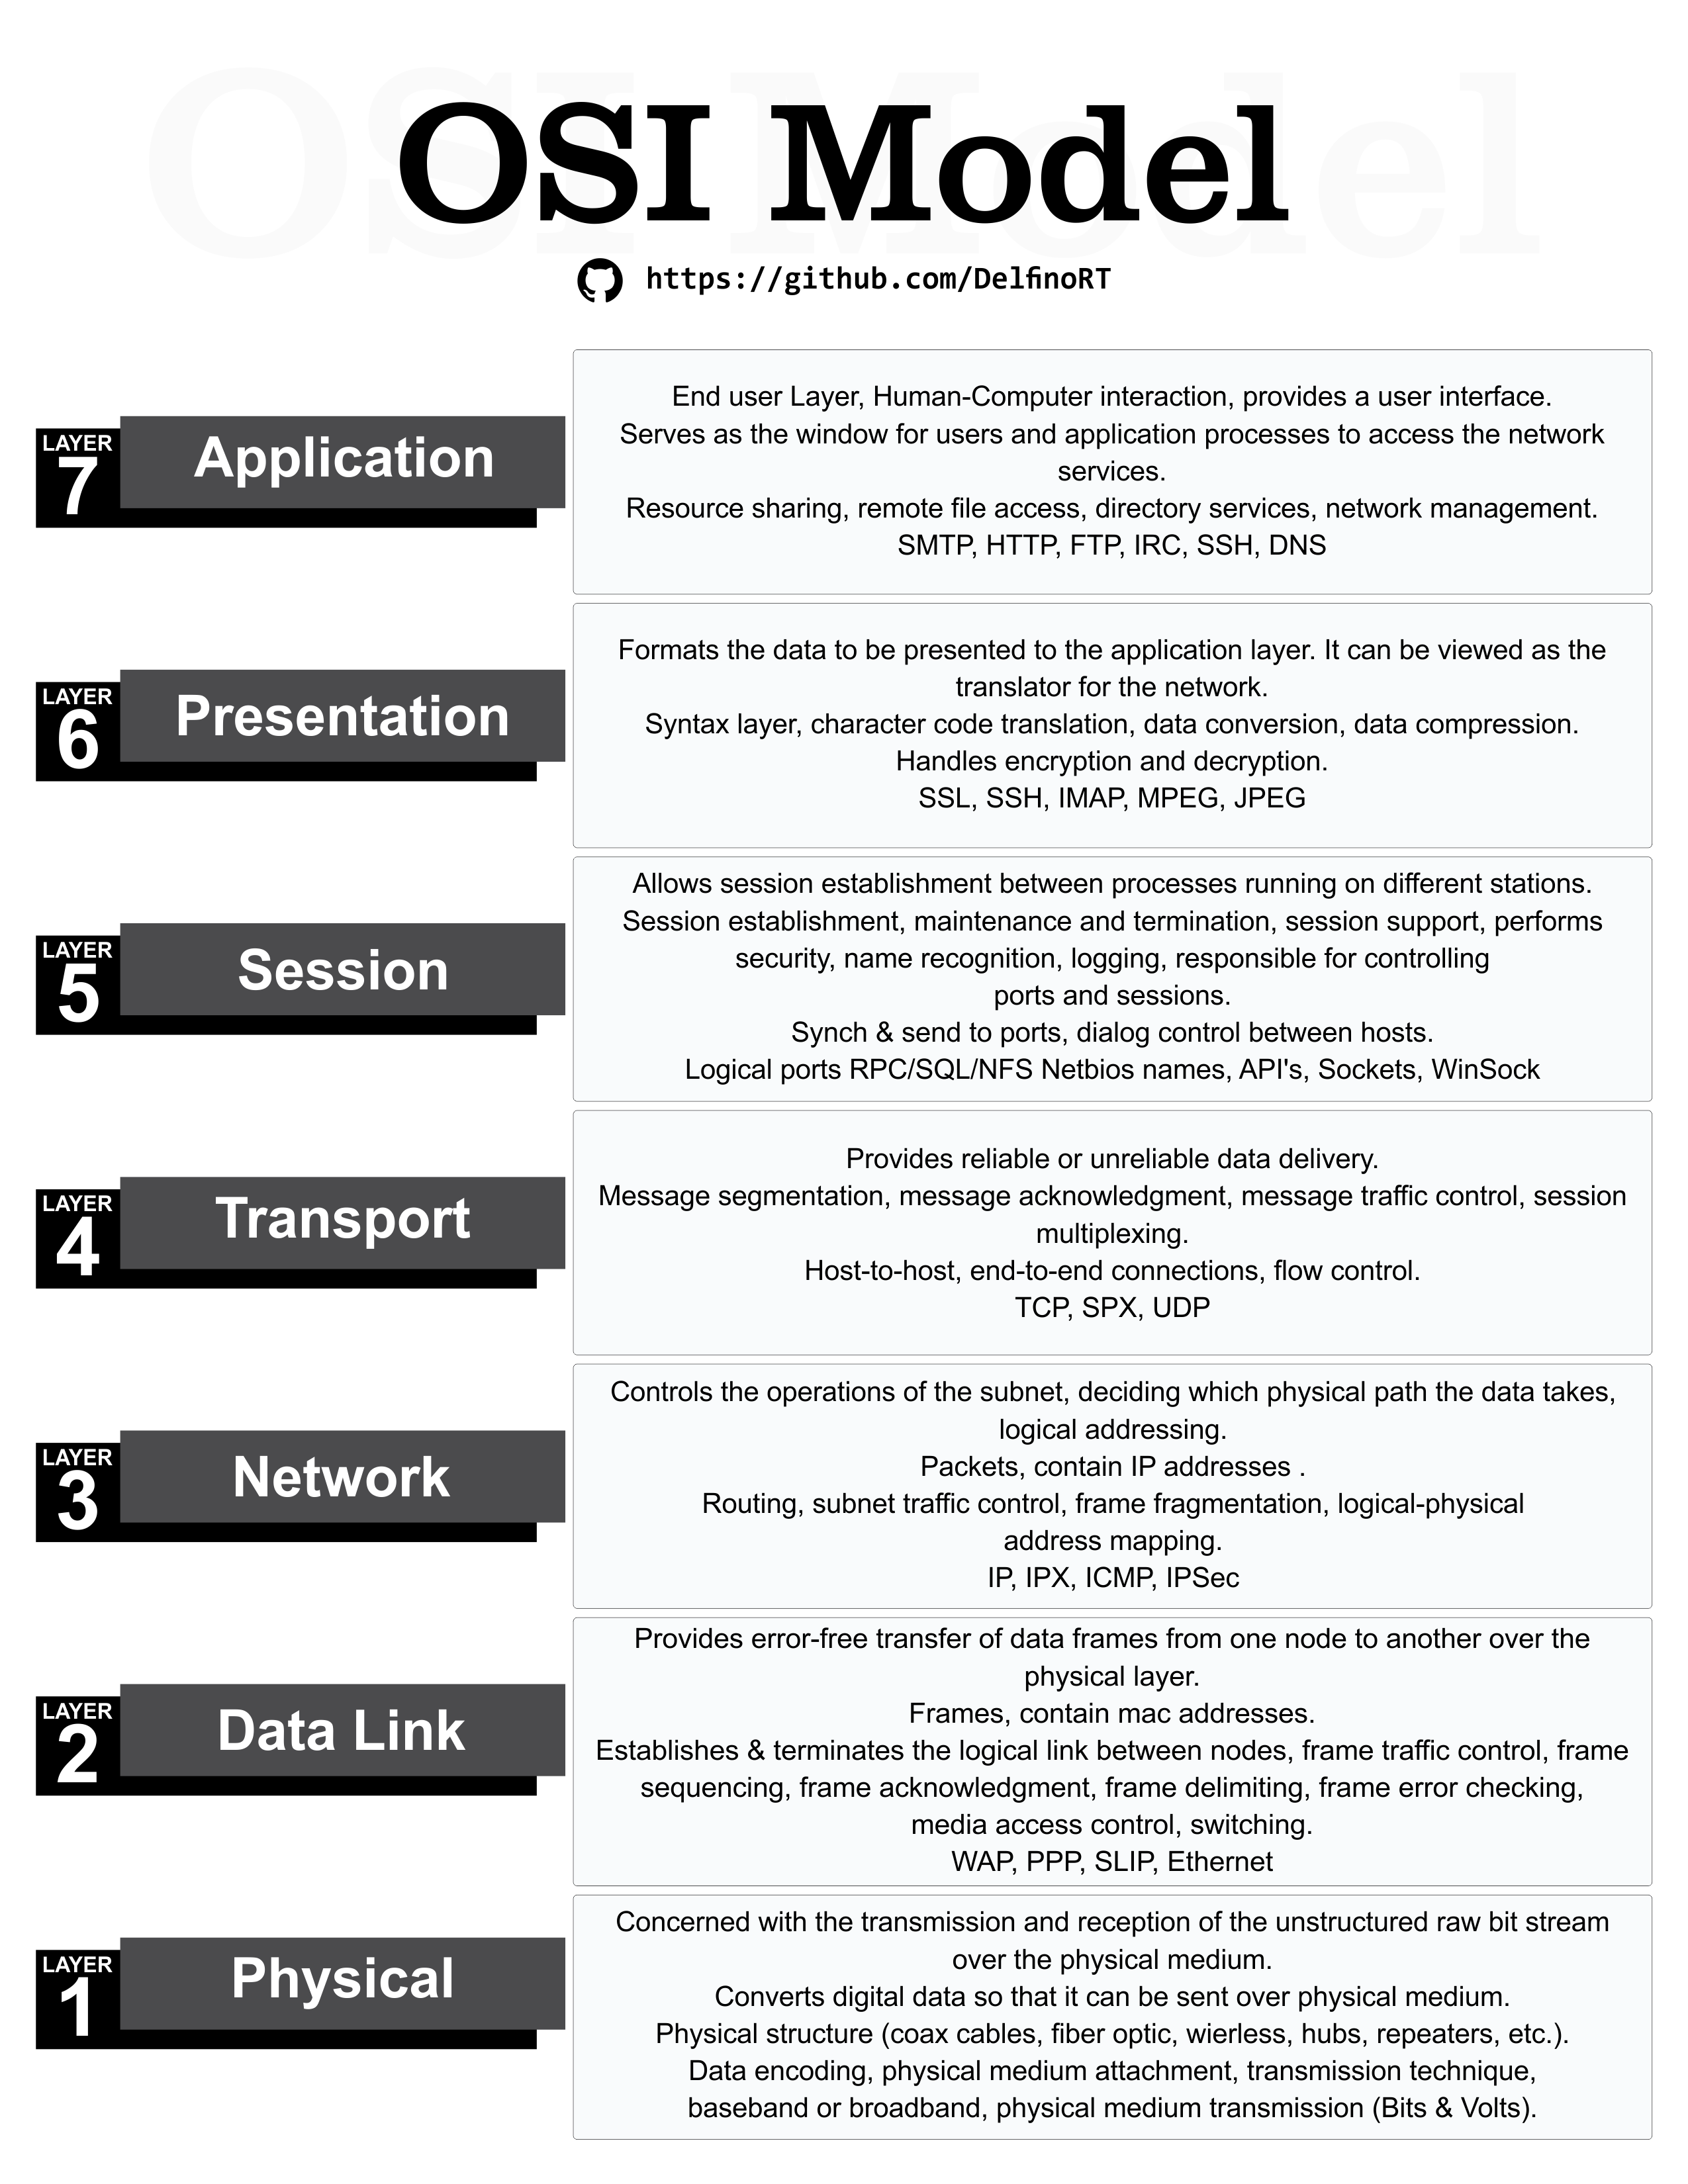 OSI Model
https://github.com/DelfinoRT
LAYER
7
Application
End user Layer, Human-Computer interaction, provides a user interface.
Serves as the window for users and application processes to access the network
services.
Resource sharing, remote file access, directory services, network management.
SMTP, HTTP, FTP, IRC, SSH, DNS
LAYER
6
Presentation
Formats the data to be presented to the application layer. It can be viewed as the
translator for the network.
Syntax layer, character code translation, data conversion, data compression.
Handles encryption and decryption.
SSL, SSH, IMAP, MPEG, JPEG
LAYER
5
Session
Allows session establishment between processes running on different stations.
Session establishment, maintenance and termination, session support, performs
security, name recognition, logging, responsible for controlling
ports and sessions.
Synch & send to ports, dialog control between hosts.
Logical ports RPC/SQL/NFS Netbios names, API's, Sockets, WinSock
LAYER
4
Transport
Provides reliable or unreliable data delivery.
Message segmentation, message acknowledgment, message traffic control, session
multiplexing.
Host-to-host, end-to-end connections, flow control.
TCP, SPX, UDP
LAYER
3
Network
Controls the operations of the subnet, deciding which physical path the data takes,
logical addressing.
Packets, contain IP addresses .
Routing, subnet traffic control, frame fragmentation, logical-physical
address mapping.
IP, IPX, ICMP, IPSec
LAYER
2
Data Link
Provides error-free transfer of data frames from one node to another over the
physical layer.
Frames, contain mac addresses.
Establishes & terminates the logical link between nodes, frame traffic control, frame
sequencing, frame acknowledgment, frame delimiting, frame error checking,
media access control, switching.
WAP, PPP, SLIP, Ethernet
LAYER
1
Physical
Concerned with the transmission and reception of the unstructured raw bit stream
over the physical medium.
Converts digital data so that it can be sent over physical medium.
Physical structure (coax cables, fiber optic, wierless, hubs, repeaters, etc.).
Data encoding, physical medium attachment, transmission technique,
baseband or broadband, physical medium transmission (Bits & Volts).